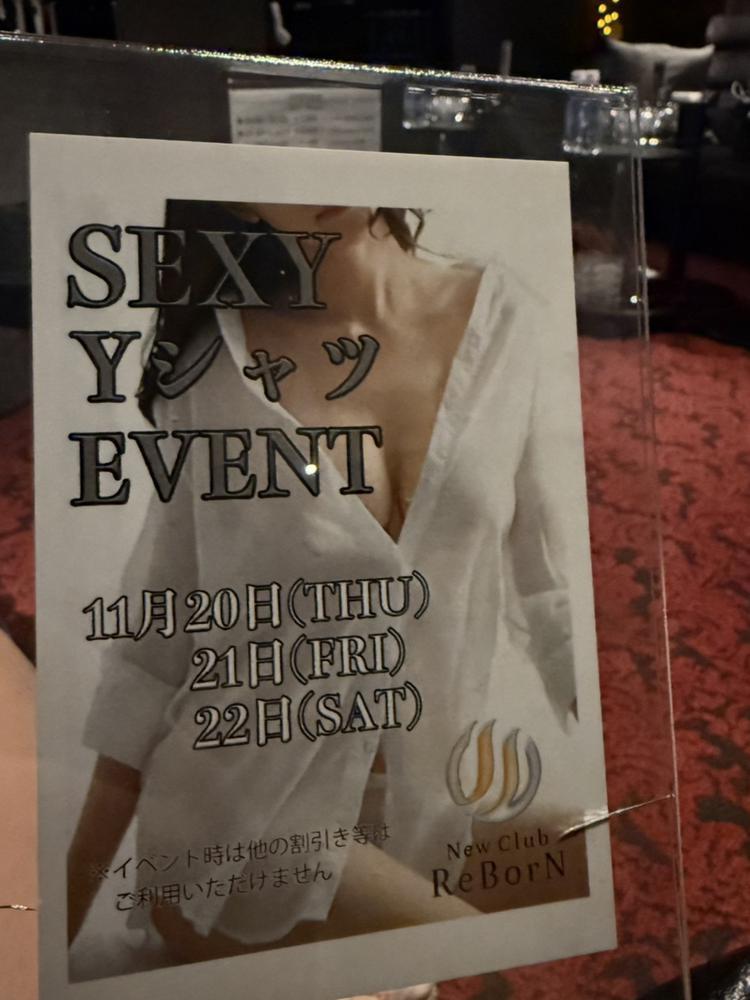 SEXY
Yシャツ
EVENT
11月20日(THU)
21日(FRI)
22日(SAT)
※イベント時は他の割引き等は
ご利用いただけません
New Club
ReBorN